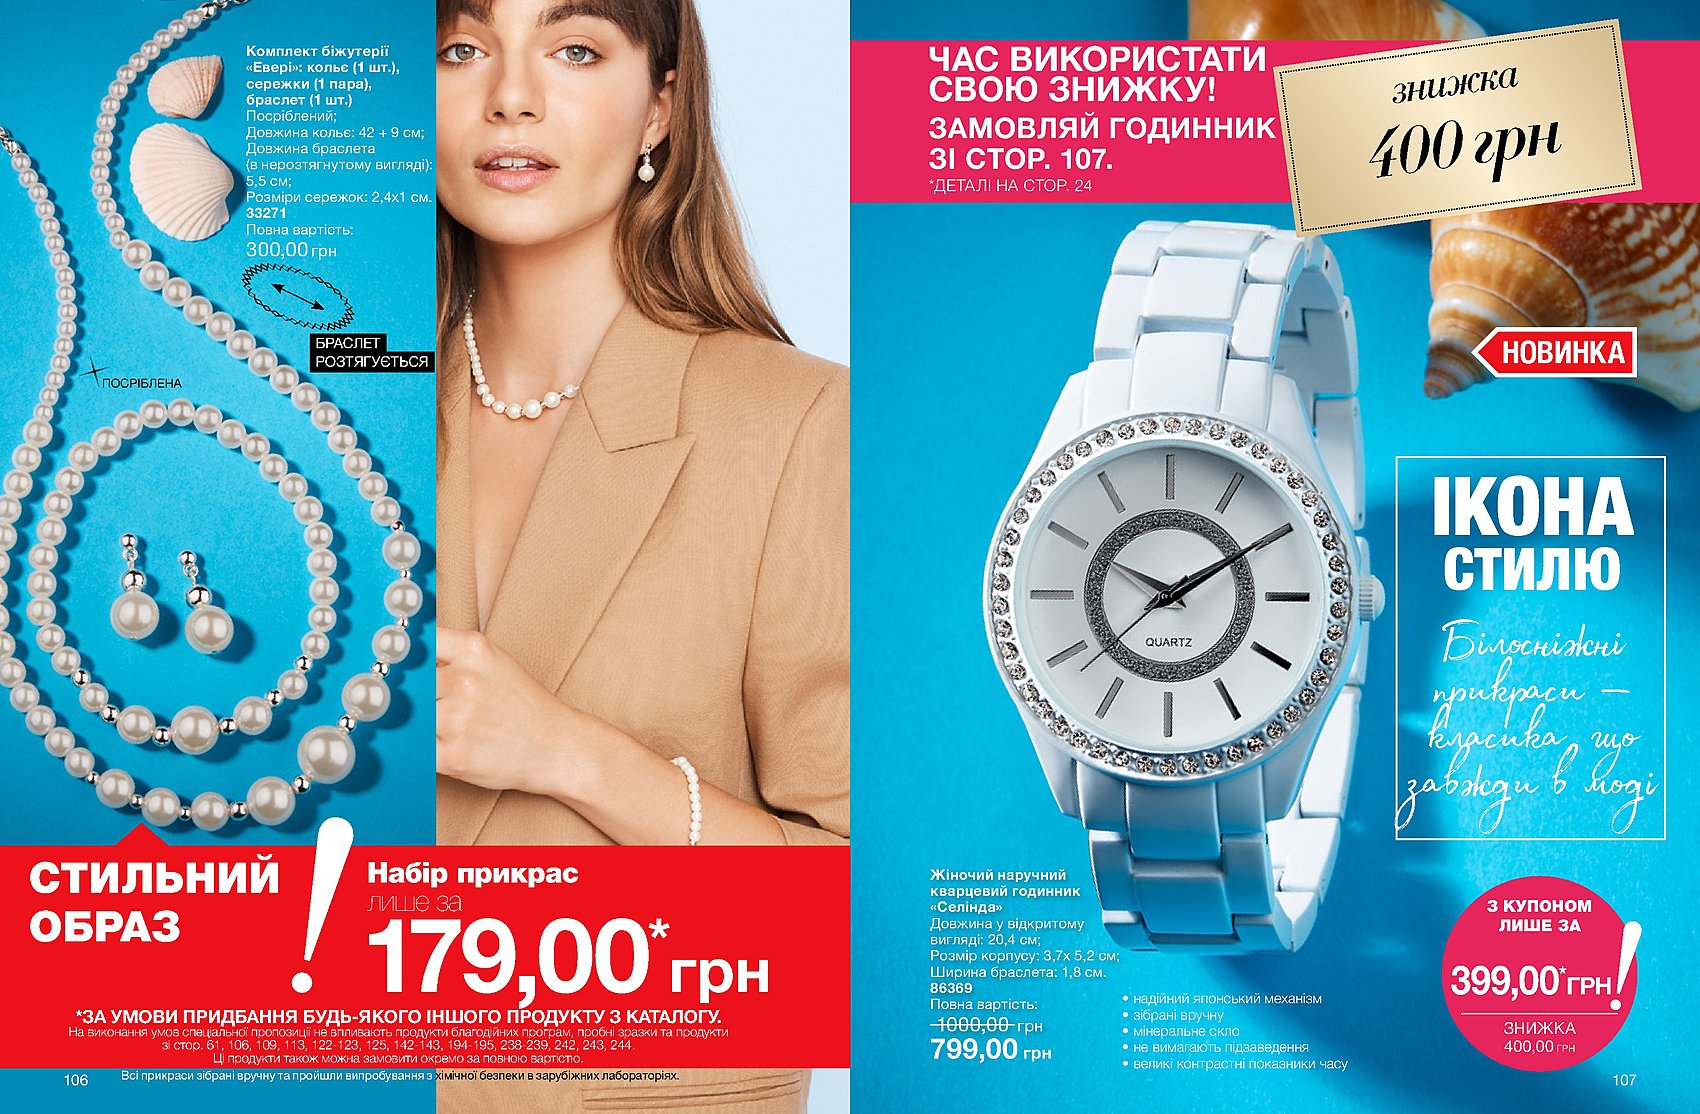 Комплект біжутерії
«Евері»: кольє (1 шт.),
сережки (1 пара),
браслет (1 шт.)
Посріблений;
Довжина кольє: 42 + 9 см;
Довжина браслета
(в нерозтягнутому вигляді):
5,5 см;
Розміри сережок: 2,4х1 см.
33271
Повна вартість:
300,00 грн
БРАСЛЕТ
РОЗТЯГУЄТЬСЯ
ПОСРІБЛЕНА
СТИЛЬНИЙ
ОБРАЗ
!
Набір прикрас
лише за
179,00* грн
*ЗА УМОВИ ПРИДБАННЯ БУДЬ-ЯКОГО ІНШОГО ПРОДУКТУ З КАТАЛОГУ.
На виконання умов спеціальної пропозиції не впливають продукти благодійних програм, пробні зразки та продукти
зі стор. 61, 106, 109, 113, 122-123, 125, 142-143, 194-195, 238-239, 242, 243, 244.
Ці продукти також можна замовити окремо за повною вартістю.
106
Всі прикраси зібрані вручну та пройшли випробування з хімічної безпеки в зарубіжних лабораторіях.
ЧАС ВИКОРИСТАТИ
СВОЮ ЗНИЖКУ!
ЗАМОВЛЯЙ ГОДИННИК
ЗІ СТОР. 107.
*ДЕТАЛІ НА СТОР. 24
знижка
400 грн
НОВИНКА
ІКОНА
СТИЛЮ
Білосніжні
прикраси –
класика, що
завжди в моді
QUARTZ
Жіночий наручний
кварцевий годинник
«Селінда»
Довжина у відкритому
вигляді: 20,4 см;
Розмір корпусу: 3,7х 5,2 см;
Ширина браслета: 1,8 см.
86369
Повна вартість:
1000,00 грн
799,00 грн
• надійний японський механізм
• зібрані вручну
• мінеральне скло
• не вимагають підзаведення
• великі контрастні показники часу
З КУПОНОМ
ЛИШЕ ЗА
399,00* ГРН!
ЗНИЖКА
400,00 ГРН
107